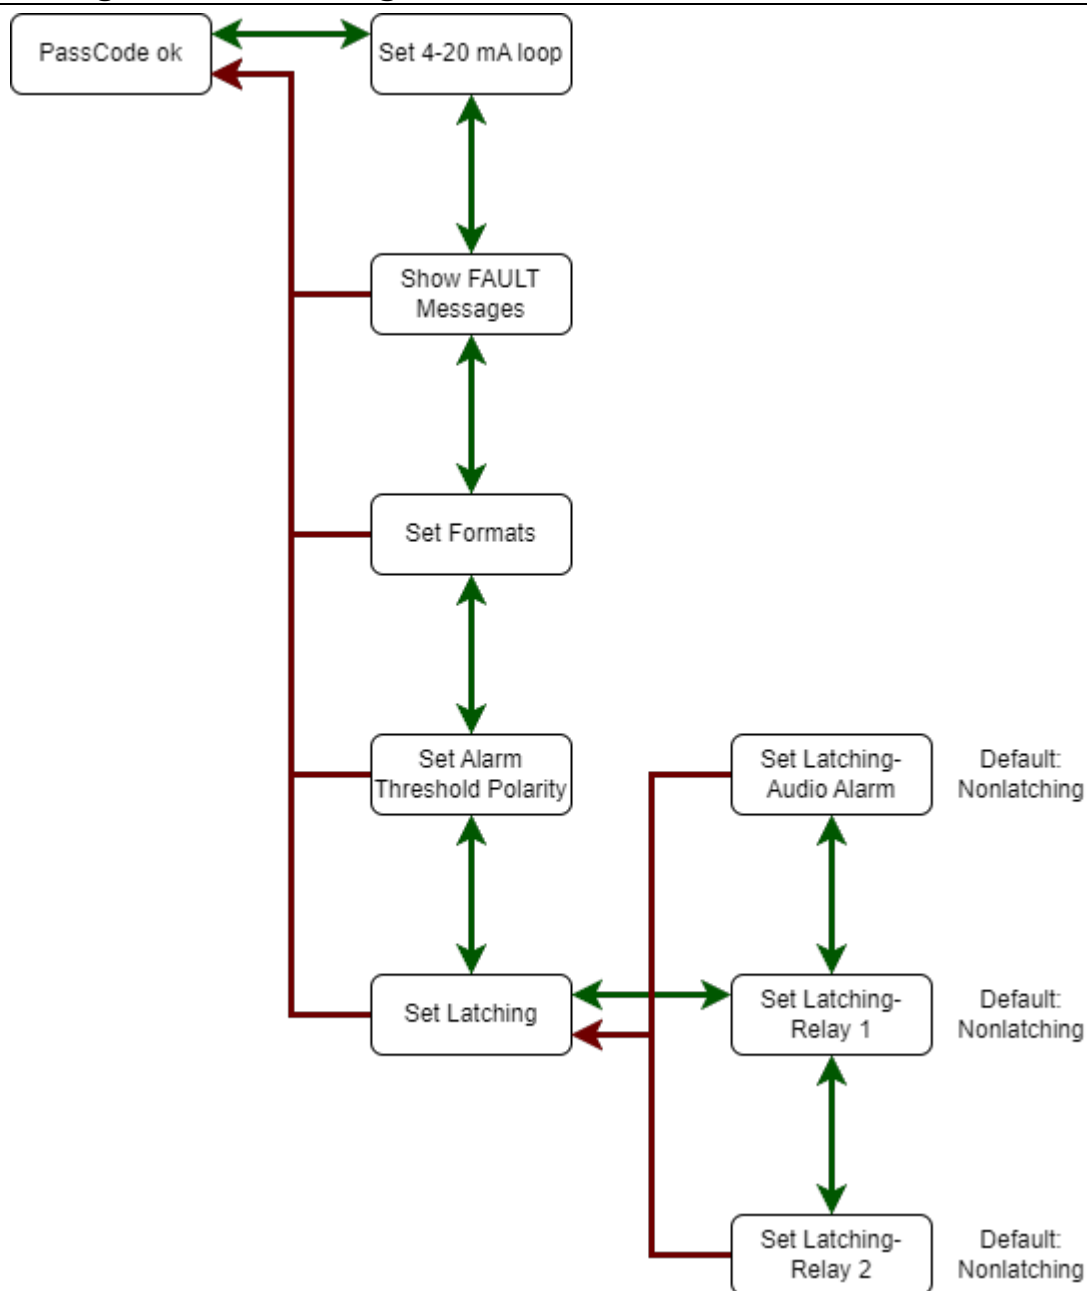 PassCode ok
Set 4-20 mA loop
Show FAULT
Messages
Set Formats
Set Alarm
Threshold Polarity
Set Latching-
Audio Alarm
Default:
Nonlatching
Set Latching
Set Latching-
Relay 1
Default:
Nonlatching
Set Latching-
Relay 2
Default:
Nonlatching